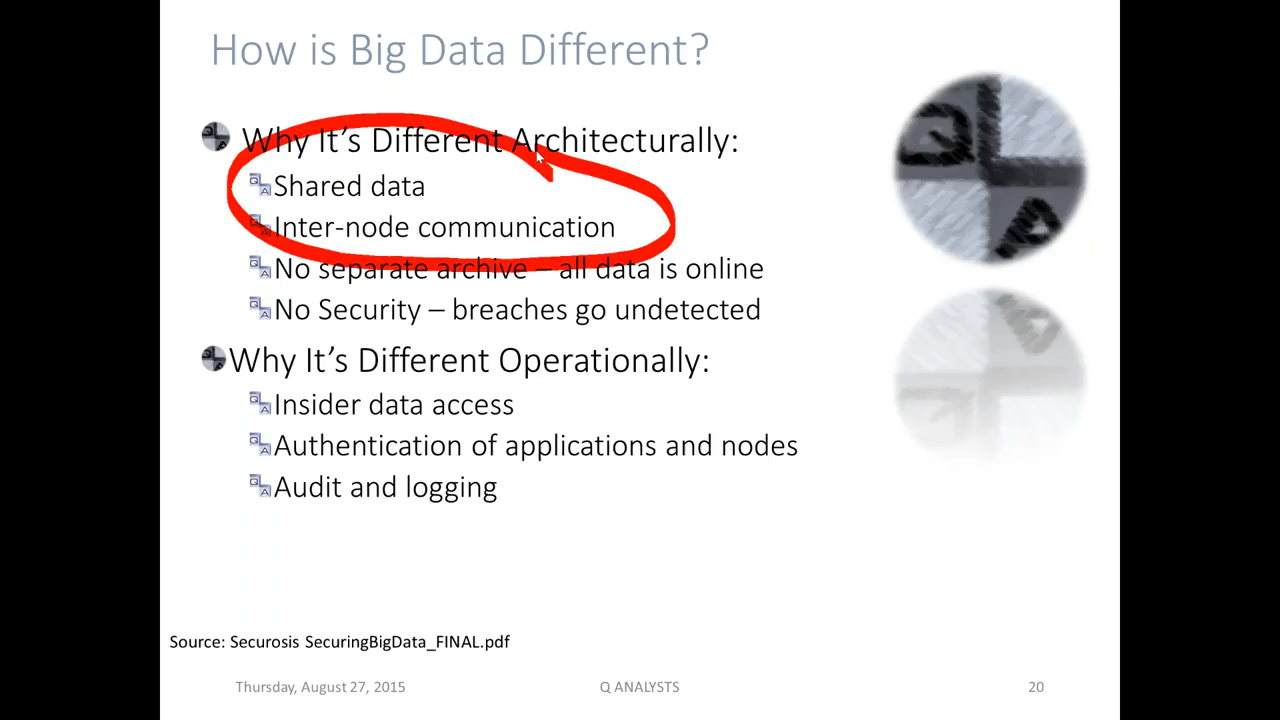 How is Big Data Different?
Why It's Different Architecturally:
Shared data
Inter-node communication
No separate archive – all data is online
No Security – breaches go undetected
Why It's Different Operationally:
Insider data access
Authentication of applications and nodes
Audit and logging
Q
A
Source: Securosis SecuringBigData_FINAL.pdf
Thursday, August 27, 2015 Q ANALYSTS 20